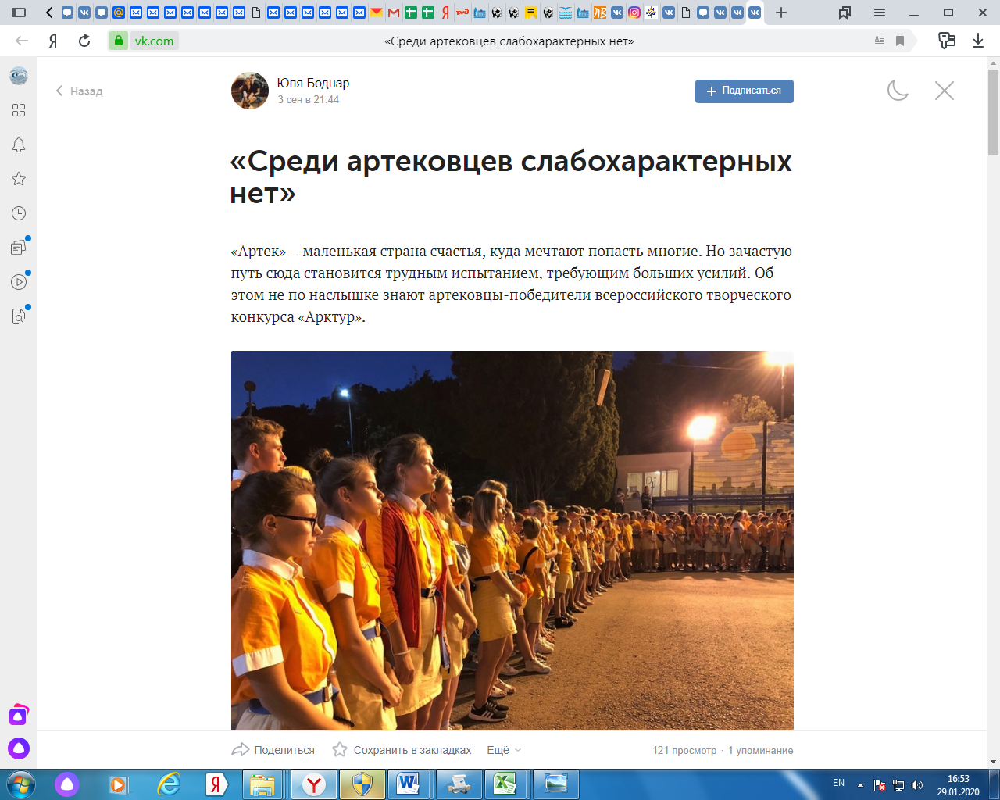 vk.com
«Среди артековцев слабохарактерных нет»
Назад
Юля Боднар
3 сен в 21:44
Подписаться
«Среди артековцев слабохарактерных
нет»
«Артек» – маленькая страна счастья, куда мечтают попасть многие. Но зачастую
путь сюда становится трудным испытанием, требующим больших усилий. Об
этом не по наслышке знают артековцы-победители всероссийского творческого
конкурса «Арктур».
Поделиться
Сохранить в закладках
Ещё
121 просмотр · 1 упоминание
EN
16:53
29.01.2020